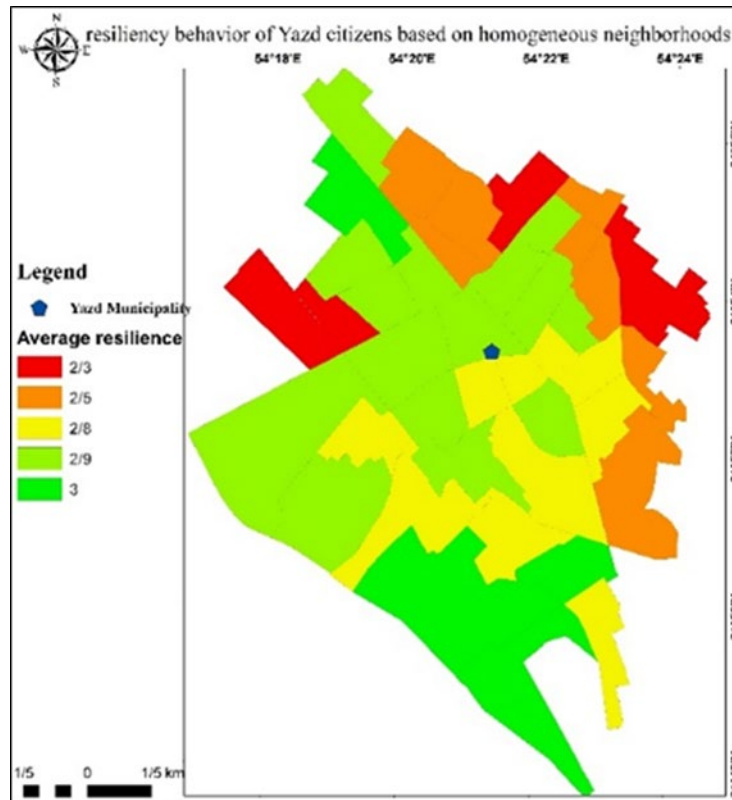 N
W E
S
resiliency behavior of Yazd citizens based on homogeneous neighborhoods
54°18'E 54°20'E 54°22'E 54°24'E
Legend
Yazd Municipality
Average resilience
2/3
2/5
2/8
2/9
3
1/5 0 1/5 km